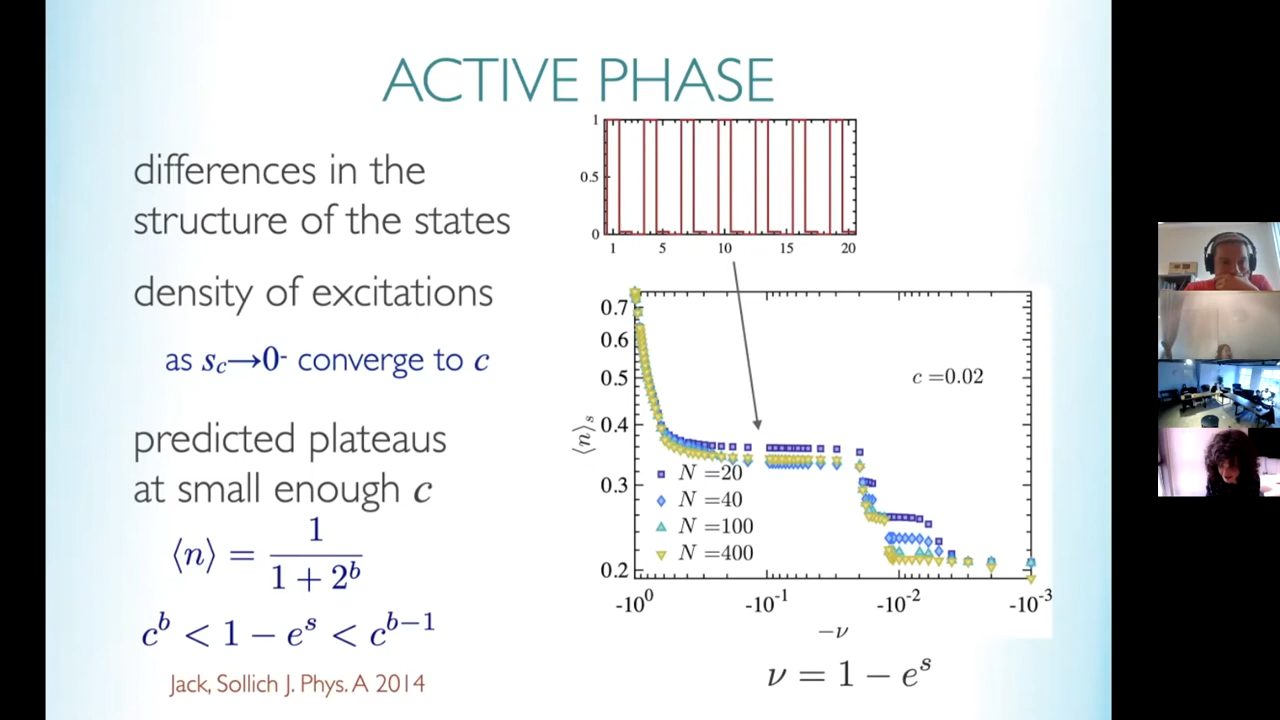 ACTIVE PHASE
differences in the
structure of the states
density of excitations
as s_c→0⁻ converge to c
predicted plateaus
at small enough c
⟨n⟩ = 1 / (1 + 2^b)
c^b < 1 − e^s < c^{b−1}
Jack, Sollich J. Phys. A 2014
1
0.5
0
1 5 10 15 20
0.7
0.6
0.5
0.4
0.3
0.2
⟨n⟩_s
c =0.02
N =20
N =40
N =100
N =400
-10^0 -10^{-1} -10^{-2} -10^{-3}
−ν
ν = 1 − e^s